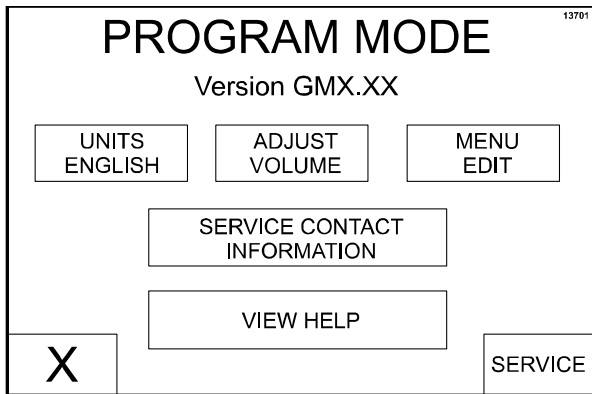 13701
PROGRAM MODE
Version GMX.XX
UNITS
ENGLISH
ADJUST
VOLUME
MENU
EDIT
SERVICE CONTACT
INFORMATION
VIEW HELP
X
SERVICE